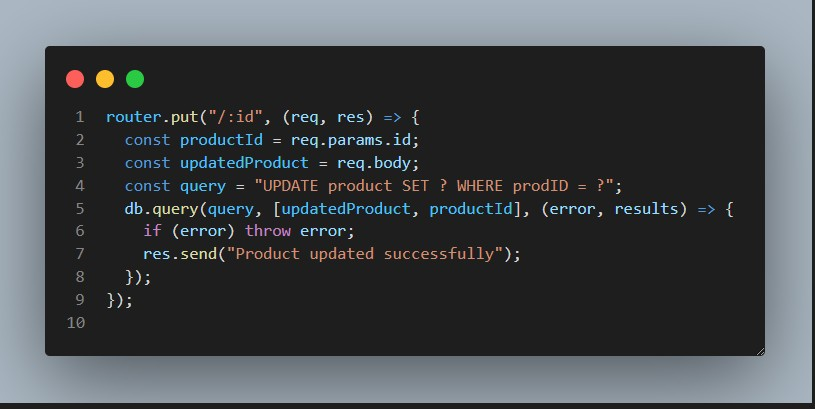 1 router.put("/:id", (req, res) => {
2   const productId = req.params.id;
3   const updatedProduct = req.body;
4   const query = "UPDATE product SET ? WHERE prodID = ?";
5   db.query(query, [updatedProduct, productId], (error, results) => {
6     if (error) throw error;
7     res.send("Product updated successfully");
8   });
9 });
10